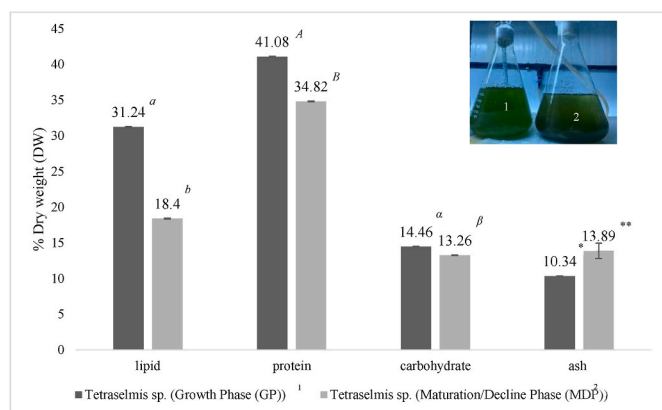 % Dry weight (DW)
45
40
35
30
25
20
15
10
5
0
31.24 a
18.4 b
41.08 A
34.82 B
14.46 α
13.26 β
10.34 *
13.89 **
1
2
lipid protein carbohydrate ash
Tetraselmis sp. (Growth Phase (GP)) 1 Tetraselmis sp. (Maturation/Decline Phase (MDP)) 2